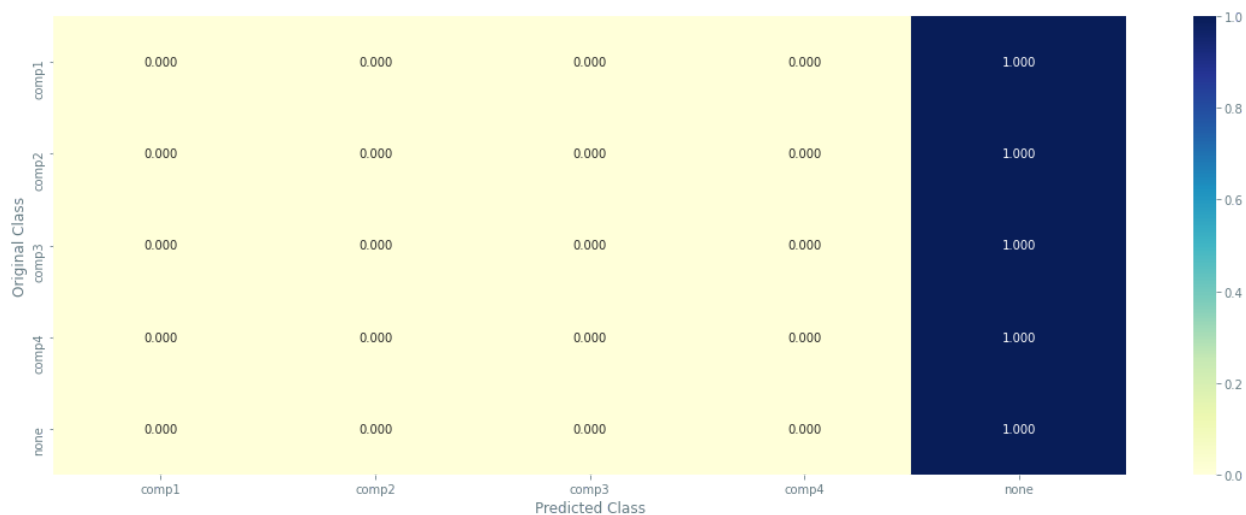 Original Class
comp1 0.000 0.000 0.000 0.000 1.000
comp2 0.000 0.000 0.000 0.000 1.000
comp3 0.000 0.000 0.000 0.000 1.000
comp4 0.000 0.000 0.000 0.000 1.000
none 0.000 0.000 0.000 0.000 1.000
comp1 comp2 comp3 comp4 none
Predicted Class
1.0
0.8
0.6
0.4
0.2
0.0